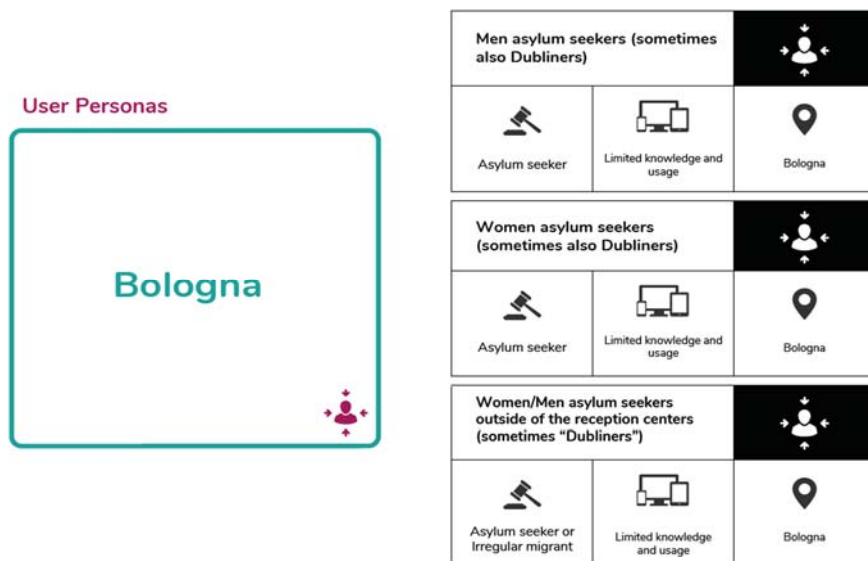 User Personas
Bologna
Men asylum seekers (sometimes
also Dubliners)
Asylum seeker
Limited knowledge and
usage
Bologna
Women asylum seekers
(sometimes also Dubliners)
Asylum seeker
Limited knowledge and
usage
Bologna
Women/Men asylum seekers
outside of the reception centers
(sometimes “Dubliners”)
Asylum seeker or
Irregular migrant
Limited knowledge
and usage
Bologna